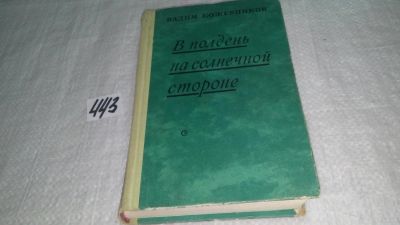 ВАДИМ КОЖЕВНИКОВ
В полдень
на солнечной
стороне
443